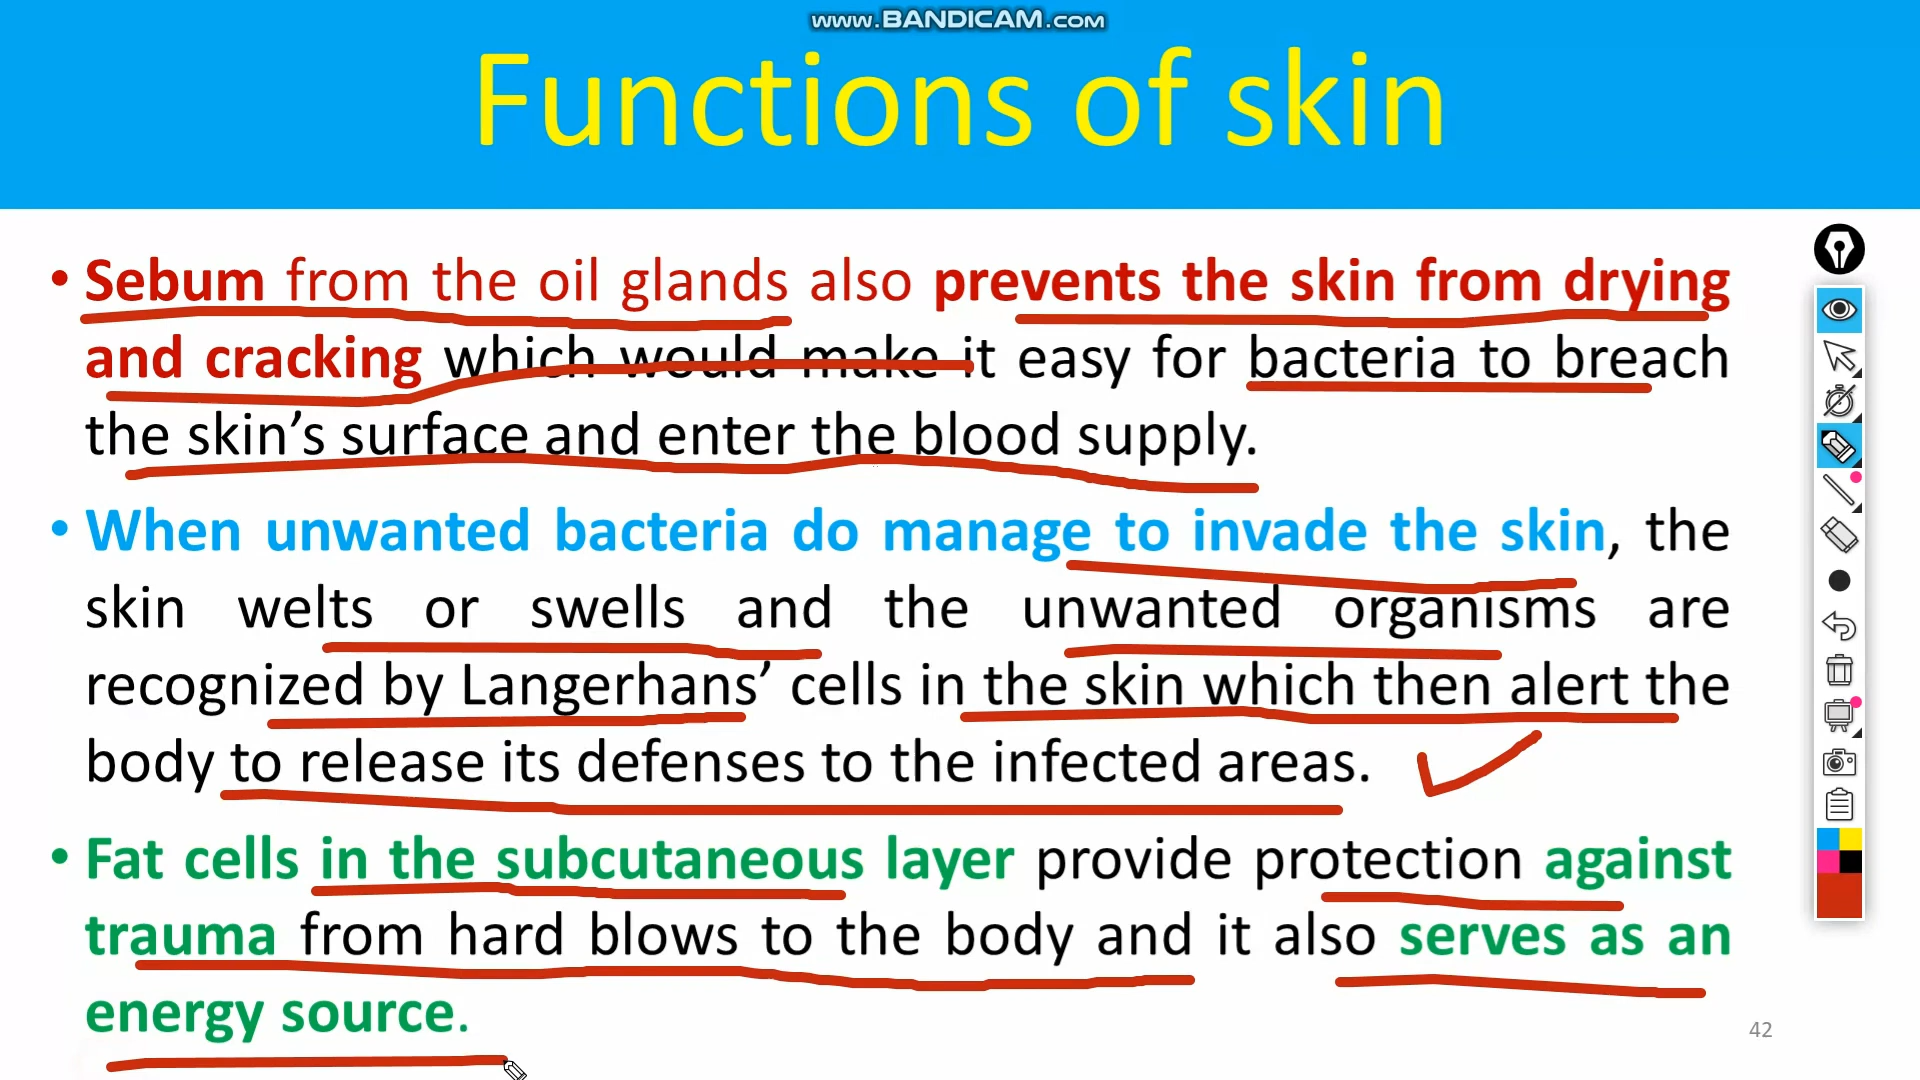 www.BANDICAM.com
Functions of skin
• Sebum from the oil glands also prevents the skin from drying
and cracking which would make it easy for bacteria to breach
the skin’s surface and enter the blood supply.
• When unwanted bacteria do manage to invade the skin, the
skin welts or swells and the unwanted organisms are
recognized by Langerhans’ cells in the skin which then alert the
body to release its defenses to the infected areas.
• Fat cells in the subcutaneous layer provide protection against
trauma from hard blows to the body and it also serves as an
energy source.
42